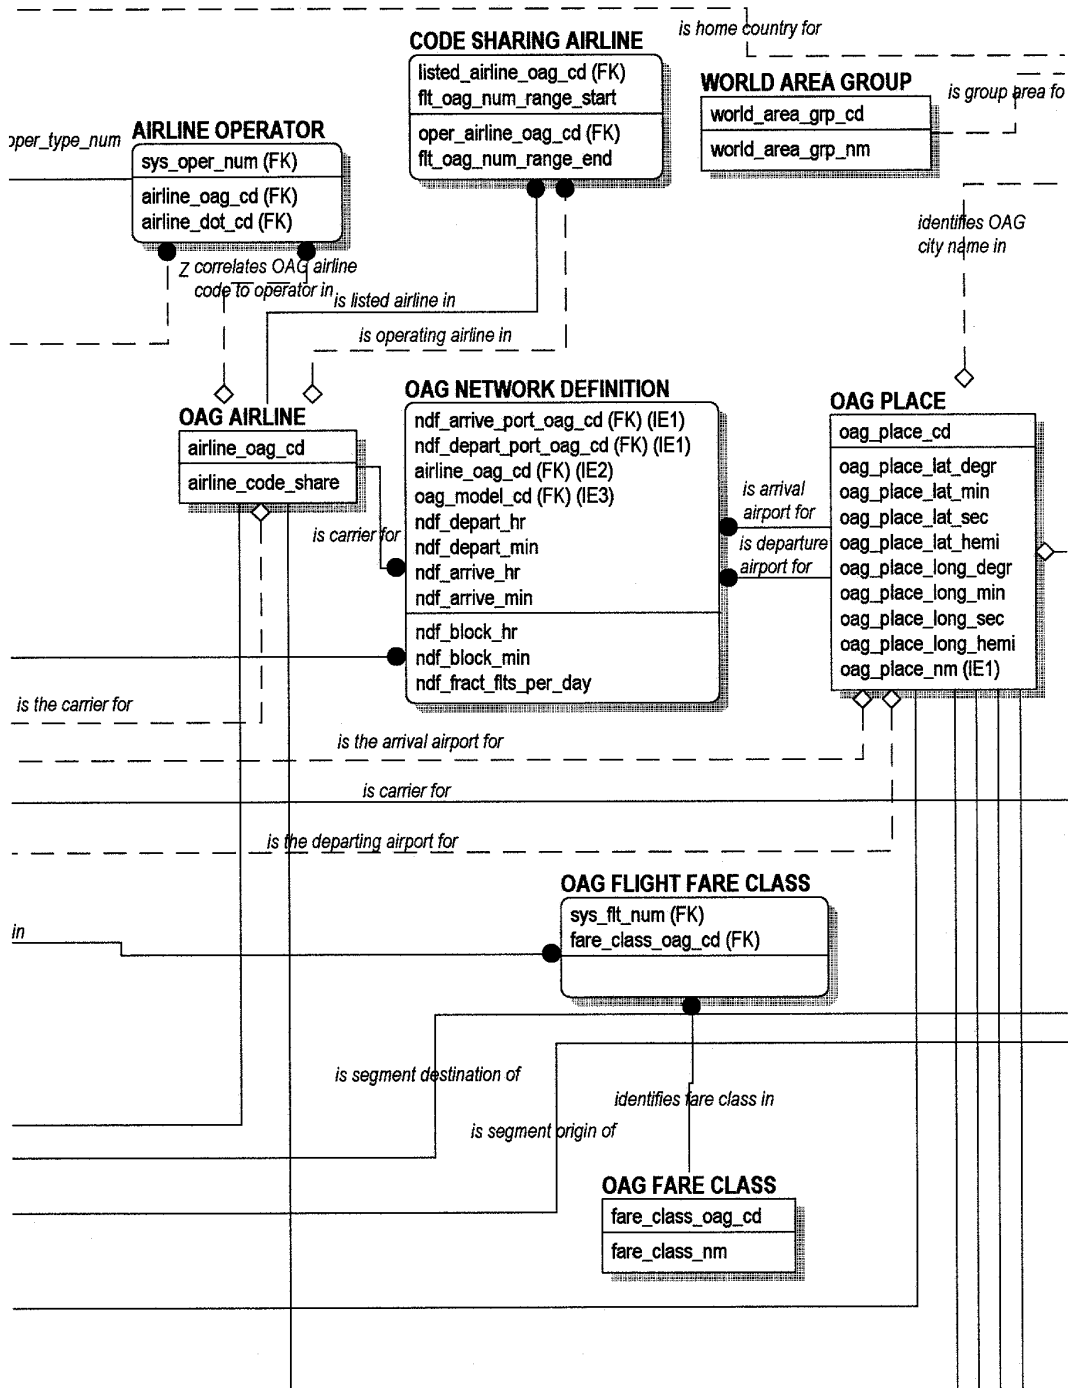 is home country for
CODE SHARING AIRLINE
listed_airline_oag_cd (FK)
flt_oag_num_range_start
oper_airline_oag_cd (FK)
flt_oag_num_range_end
WORLD AREA GROUP
world_area_grp_cd
world_area_grp_nm
is group area fo
oper_type_num
AIRLINE OPERATOR
sys_oper_num (FK)
airline_oag_cd (FK)
airline_dot_cd (FK)
identifies OAG
city name in
Z correlates OAG airline
code to operator in
is listed airline in
is operating airline in
OAG AIRLINE
airline_oag_cd
airline_code_share
OAG NETWORK DEFINITION
ndf_arrive_port_oag_cd (FK) (IE1)
ndf_depart_port_oag_cd (FK) (IE1)
airline_oag_cd (FK) (IE2)
oag_model_cd (FK) (IE3)
ndf_depart_hr
ndf_depart_min
ndf_arrive_hr
ndf_arrive_min
ndf_block_hr
ndf_block_min
ndf_fract_flts_per_day
OAG PLACE
oag_place_cd
oag_place_lat_degr
oag_place_lat_min
oag_place_lat_sec
oag_place_lat_hemi
oag_place_long_degr
oag_place_long_min
oag_place_long_sec
oag_place_long_hemi
oag_place_nm (IE1)
is arrival
airport for
is departure
airport for
is carrier for
is the carrier for
is the arrival airport for
is carrier for
is the departing airport for
OAG FLIGHT FARE CLASS
sys_flt_num (FK)
fare_class_oag_cd (FK)
in
is segment destination of
identifies fare class in
is segment origin of
OAG FARE CLASS
fare_class_oag_cd
fare_class_nm